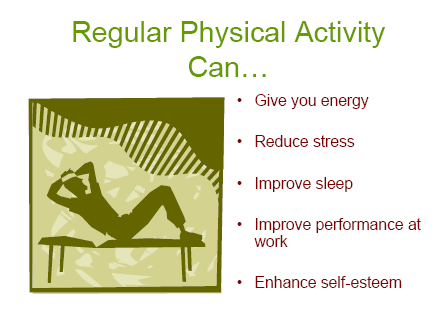 Regular Physical Activity
Can…
• Give you energy
• Reduce stress
• Improve sleep
• Improve performance at
work
• Enhance self-esteem